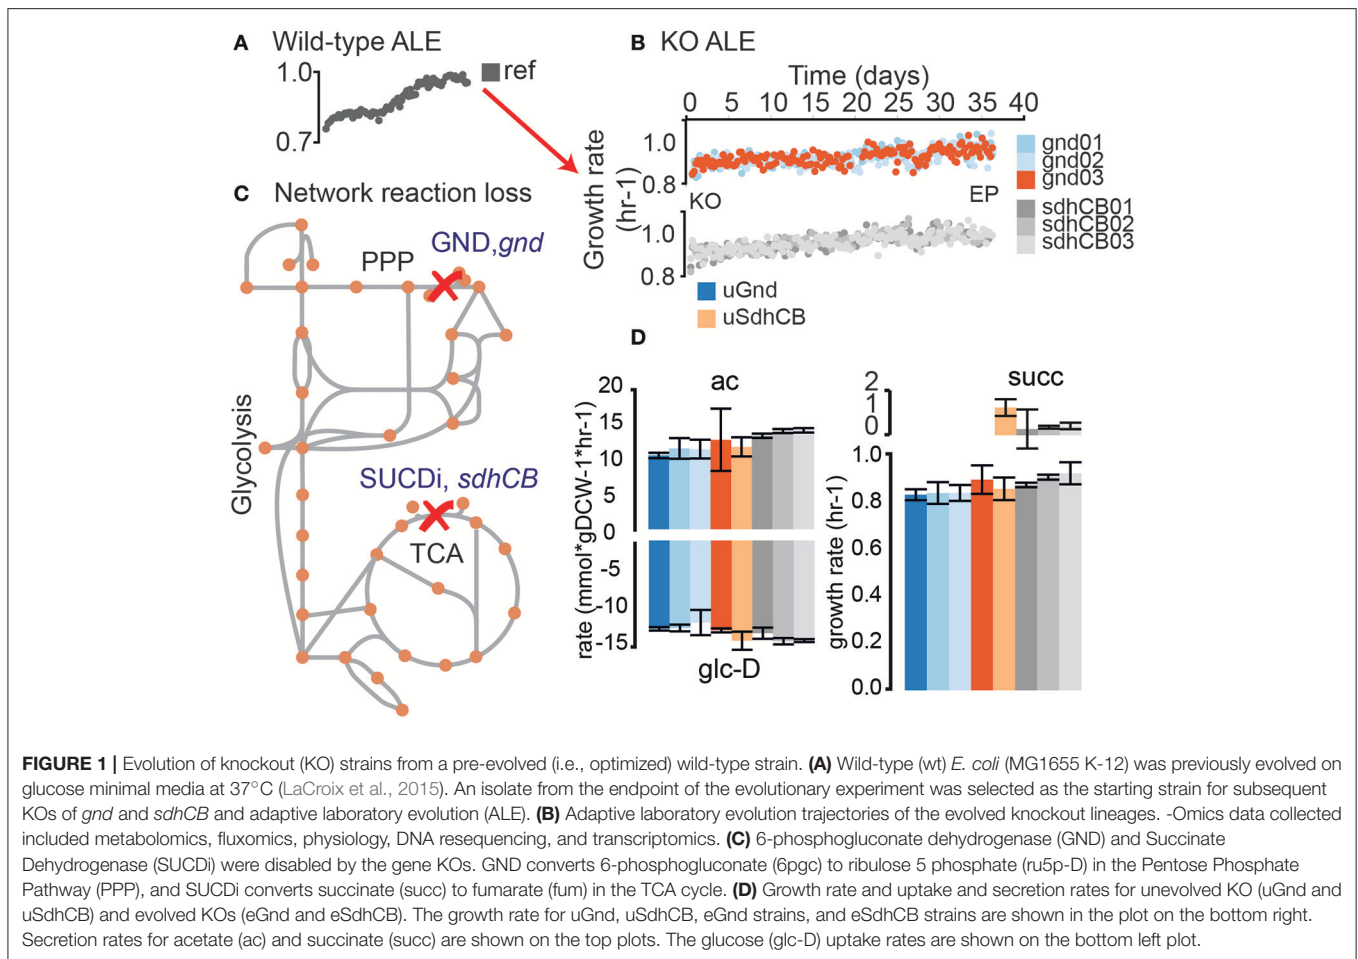 A Wild-type ALE
1.0
0.7
ref
B KO ALE
Time (days)
0 5 10 15 20 25 30 35 40
Growth rate
(hr-1)
1.0
0.8
KO
EP
1.0
0.8
gnd01
gnd02
gnd03
sdhCB01
sdhCB02
sdhCB03
uGnd
uSdhCB
C Network reaction loss
GND,gnd
PPP
Glycolysis
SUCDi, sdhCB
TCA
D
ac
20
15
10
5
0
-5
-10
-15
rate (mmol*gDCW-1*hr-1)
glc-D
succ
2
1
0
1.0
0.8
0.6
0.4
0.2
0.0
growth rate (hr-1)
FIGURE 1 | Evolution of knockout (KO) strains from a pre-evolved (i.e., optimized) wild-type strain. (A) Wild-type (wt) E. coli (MG1655 K-12) was previously evolved on
glucose minimal media at 37°C (LaCroix et al., 2015). An isolate from the endpoint of the evolutionary experiment was selected as the starting strain for subsequent
KOs of gnd and sdhCB and adaptive laboratory evolution (ALE). (B) Adaptive laboratory evolution trajectories of the evolved knockout lineages. -Omics data collected
included metabolomics, fluxomics, physiology, DNA resequencing, and transcriptomics. (C) 6-phosphogluconate dehydrogenase (GND) and Succinate
Dehydrogenase (SUCDi) were disabled by the gene KOs. GND converts 6-phosphogluconate (6pgc) to ribulose 5 phosphate (ru5p-D) in the Pentose Phosphate
Pathway (PPP), and SUCDi converts succinate (succ) to fumarate (fum) in the TCA cycle. (D) Growth rate and uptake and secretion rates for unevolved KO (uGnd and
uSdhCB) and evolved KOs (eGnd and eSdhCB). The growth rate for uGnd, uSdhCB, eGnd strains, and eSdhCB strains are shown in the plot on the bottom right.
Secretion rates for acetate (ac) and succinate (succ) are shown on the top plots. The glucose (glc-D) uptake rates are shown on the bottom left plot.